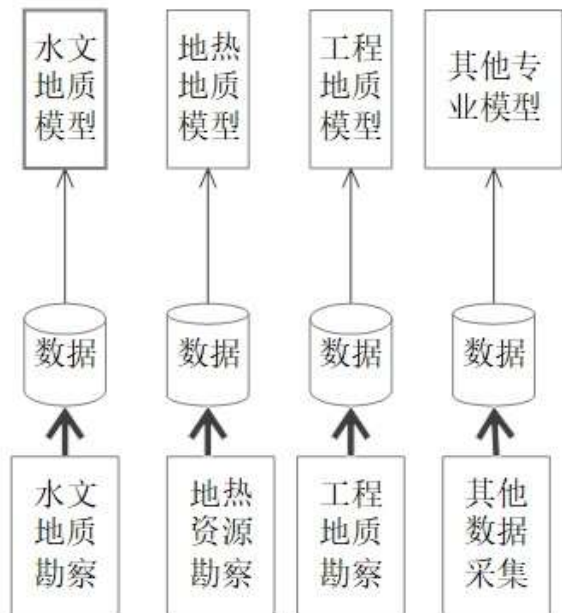 水文
地质
模型
地热
地质
模型
工程
地质
模型
其他专
业模型
数据
数据
数据
数据
水文
地质
勘察
地热
资源
勘察
工程
地质
勘察
其他
数据
采集